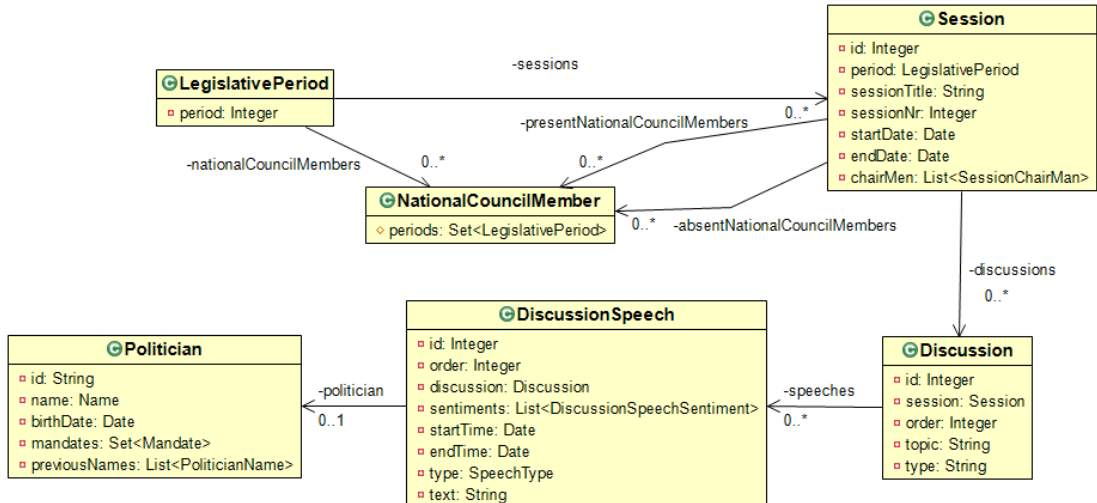 Session
id: Integer
period: LegislativePeriod
sessionTitle: String
sessionNr: Integer
startDate: Date
endDate: Date
chairMen: List<SessionChairMan>
-sessions
0..*
LegislativePeriod
period: Integer
-presentNationalCouncilMembers
0..*
-nationalCouncilMembers
0..*
NationalCouncilMember
periods: Set<LegislativePeriod>
0..*
-absentNationalCouncilMembers
-discussions
0..*
DiscussionSpeech
id: Integer
order: Integer
discussion: Discussion
sentiments: List<DiscussionSpeechSentiment>
startTime: Date
endTime: Date
type: SpeechType
text: String
Politician
id: String
name: Name
birthDate: Date
mandates: Set<Mandate>
previousNames: List<PoliticianName>
-politician
0..1
-speeches
0..*
Discussion
id: Integer
session: Session
order: Integer
topic: String
type: String